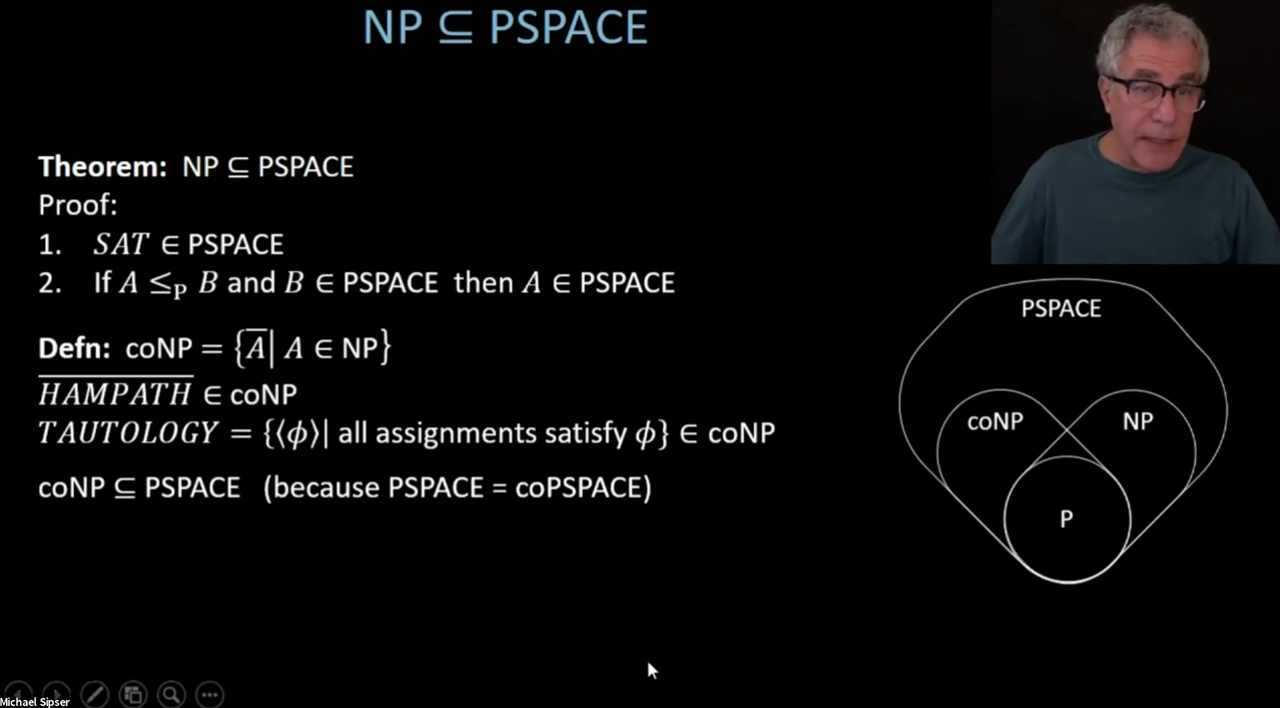 NP ⊆ PSPACE
Theorem: NP ⊆ PSPACE
Proof:
1. SAT ∈ PSPACE
2. If A ≤ₚ B and B ∈ PSPACE then A ∈ PSPACE
Defn: coNP = {A̅| A ∈ NP}
H̅A̅M̅P̅A̅T̅H̅ ∈ coNP
TAUTOLOGY = {⟨ϕ⟩| all assignments satisfy ϕ} ∈ coNP
coNP ⊆ PSPACE (because PSPACE = coPSPACE)
PSPACE
coNP
NP
P
Michael Sipser